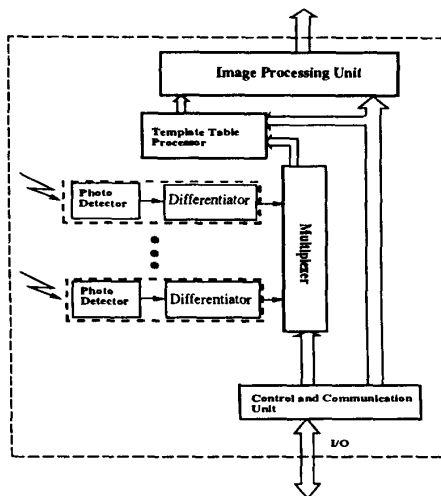 Image Processing Unit
Template Table
Processor
Photo
Detector
Differentiator
Multiplexer
Photo
Detector
Differentiator
Control and Communication
Unit
I/O